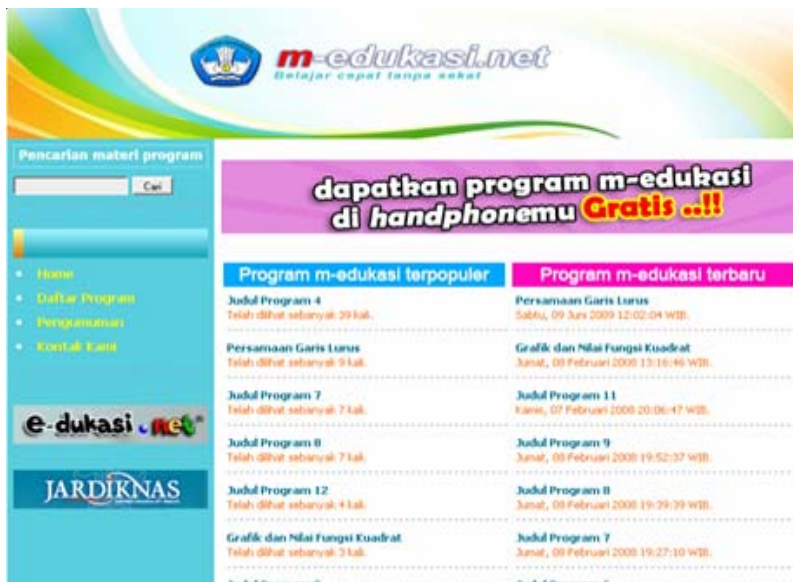 m-edukasi.net
Belajar cepat tanpa sekat
Pencarian materi program
Cari
Home
Daftar Program
Pengumuman
Kontak Kami
e-dukasi.net
JARDIKNAS
dapatkan program m-edukasi
di handphonemu Gratis ..!!
Program m-edukasi terpopuler
Judul Program 4
Telah dilihat sebanyak 39 kali.
Persamaan Garis Lurus
Telah dilihat sebanyak 9 kali.
Judul Program 7
Telah dilihat sebanyak 7 kali.
Judul Program 8
Telah dilihat sebanyak 7 kali.
Judul Program 12
Telah dilihat sebanyak 4 kali.
Grafik dan Nilai Fungsi Kuadrat
Telah dilihat sebanyak 3 kali.
Program m-edukasi terbaru
Persamaan Garis Lurus
Sabtu, 09 Juni 2009 12:02:04 WIB.
Grafik dan Nilai Fungsi Kuadrat
Jumat, 08 Februari 2008 13:16:46 WIB.
Judul Program 11
Kamis, 07 Februari 2008 20:06:47 WIB.
Judul Program 9
Jumat, 08 Februari 2008 19:52:37 WIB.
Judul Program 8
Jumat, 08 Februari 2008 19:39:39 WIB.
Judul Program 7
Jumat, 08 Februari 2008 19:27:10 WIB.